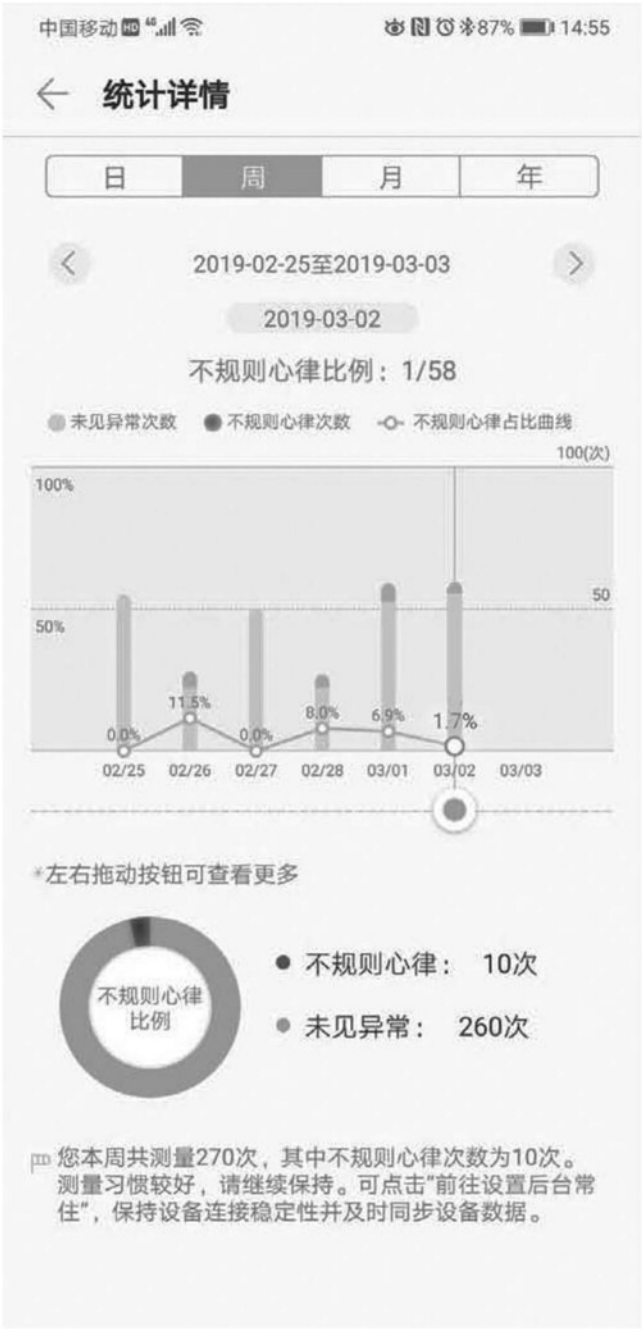 中国移动 HD 46 87% 14:55
统计详情
日 周 月 年
2019-02-25至2019-03-03
2019-03-02
不规则心律比例：1/58
未见异常次数 不规则心律次数 不规则心律占比曲线
100(次)
100%
50
50%
0.0% 11.5% 0.0% 8.0% 6.9% 1.7%
02/25 02/26 02/27 02/28 03/01 03/02 03/03
*左右拖动按钮可查看更多
不规则心律： 10次
不规则心律
比例
未见异常： 260次
您本周共测量270次，其中不规则心律次数为10次。
测量习惯较好，请继续保持。可点击"前往设置后台常
住"，保持设备连接稳定性并及时同步设备数据。